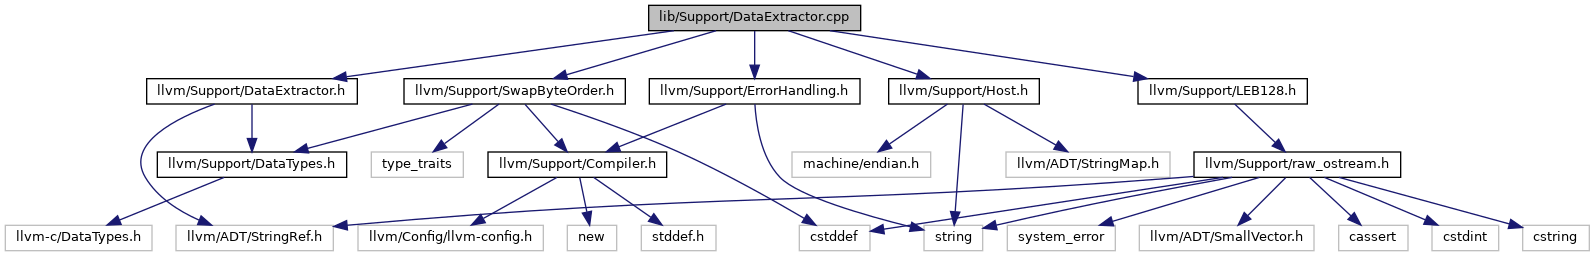 lib/Support/DataExtractor.cpp
llvm/Support/DataExtractor.h
llvm/Support/SwapByteOrder.h
llvm/Support/ErrorHandling.h
llvm/Support/Host.h
llvm/Support/LEB128.h
llvm/Support/DataTypes.h
type_traits
llvm/Support/Compiler.h
machine/endian.h
llvm/ADT/StringMap.h
llvm/Support/raw_ostream.h
llvm-c/DataTypes.h
llvm/ADT/StringRef.h
llvm/Config/llvm-config.h
new
stddef.h
cstddef
string
system_error
llvm/ADT/SmallVector.h
cassert
cstdint
cstring